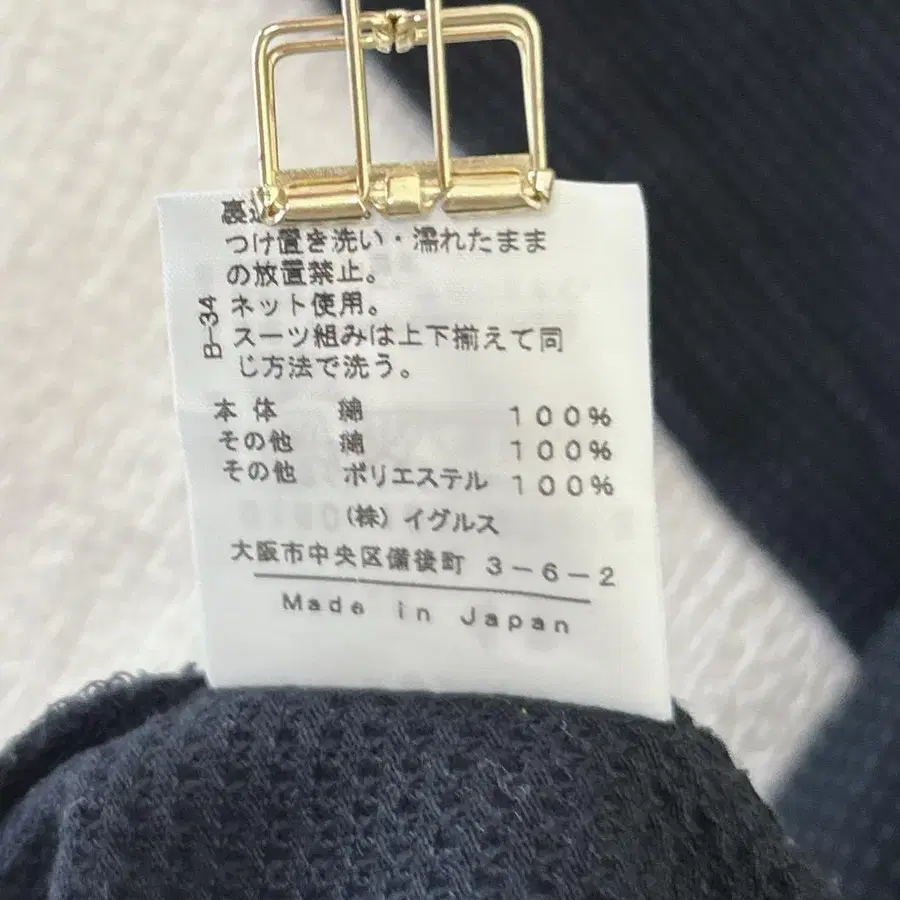 つけ置き洗い・濡れたまま
の放置禁止。
B-34
ネット使用。
スーツ組みは上下揃えて同
じ方法で洗う。
本 体 綿 100%
その他 綿 100%
その他 ポリエステル 100%
(株)イグルス
大阪市中央区備後町 3-6-2
Made in Japan